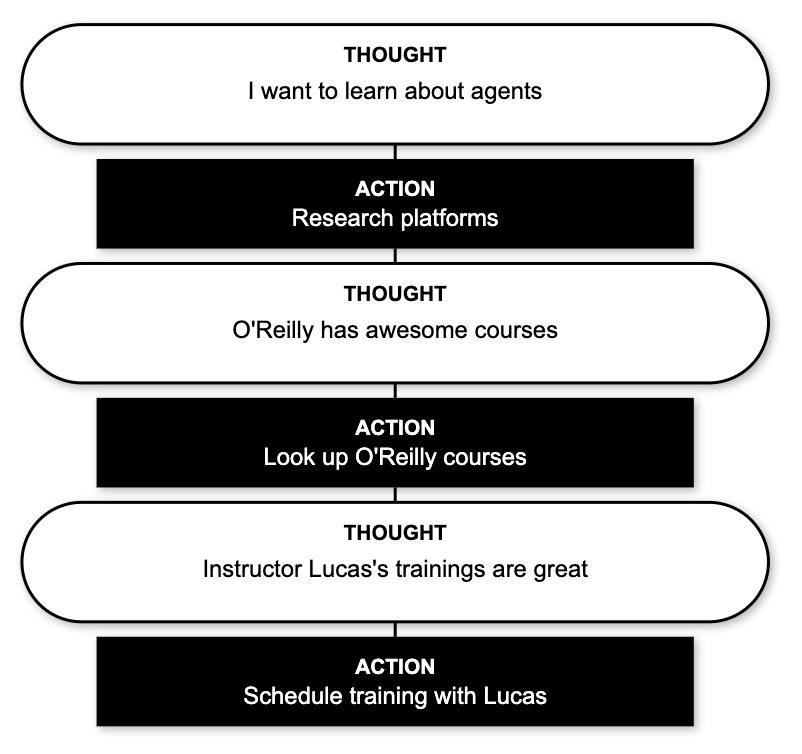 THOUGHT
I want to learn about agents
ACTION
Research platforms
THOUGHT
O'Reilly has awesome courses
ACTION
Look up O'Reilly courses
THOUGHT
Instructor Lucas's trainings are great
ACTION
Schedule training with Lucas